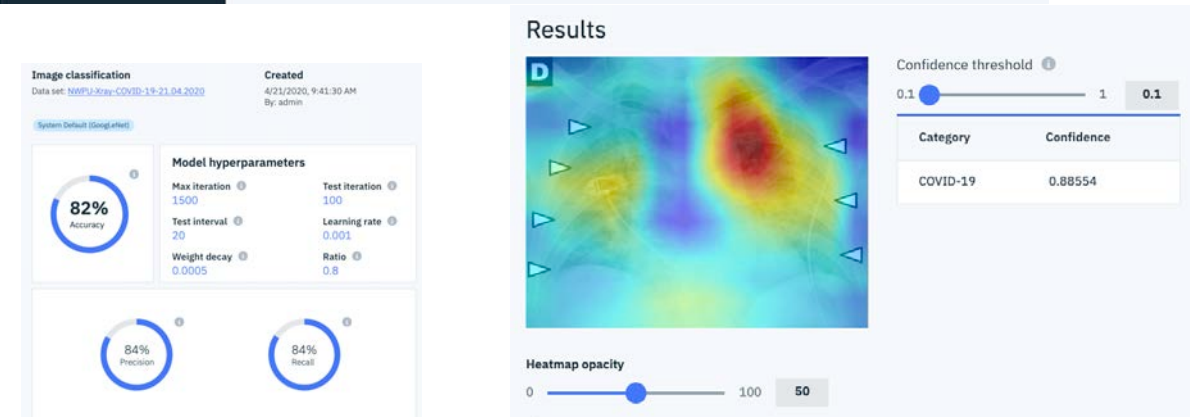 Image classification
Data set: NWPU-Xray-COVID-19-21.04.2020
Created
4/21/2020, 9:41:30 AM
By: admin
System Default (GoogLeNet)
82%
Accuracy
Model hyperparameters
Max iteration
1500
Test iteration
100
Test interval
20
Learning rate
0.001
Weight decay
0.0005
Ratio
0.8
84%
Precision
84%
Recall
Results
D
Heatmap opacity
0 100 50
Confidence threshold
0.1 1 0.1
Category Confidence
COVID-19 0.88554